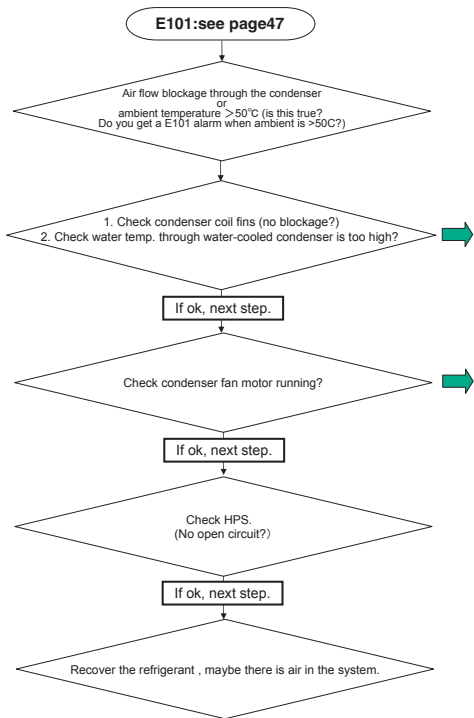 E101:see page47
Air flow blockage through the condenser
or
ambient temperature ＞50℃ (is this true?
Do you get a E101 alarm when ambient is >50C?)
1. Check condenser coil fins (no blockage?)
2. Check water temp. through water-cooled condenser is too high?
If ok, next step.
Check condenser fan motor running?
If ok, next step.
Check HPS.
(No open circuit?)
If ok, next step.
Recover the refrigerant , maybe there is air in the system.